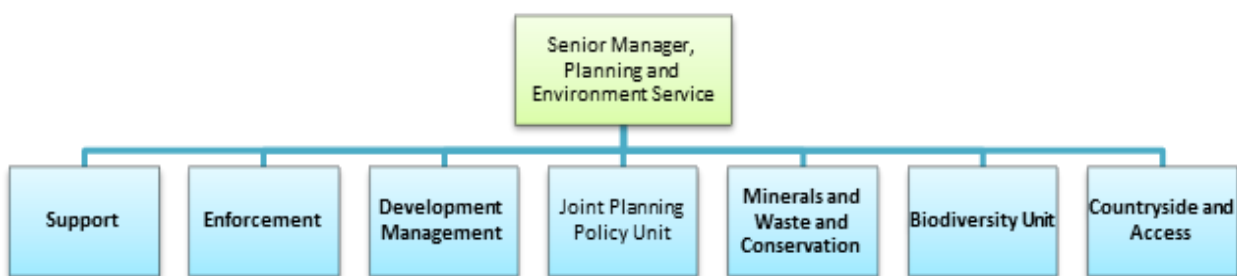 Senior Manager,
Planning and
Environment Service
Support
Enforcement
Development
Management
Joint Planning
Policy Unit
Minerals and
Waste and
Conservation
Biodiversity Unit
Countryside and
Access